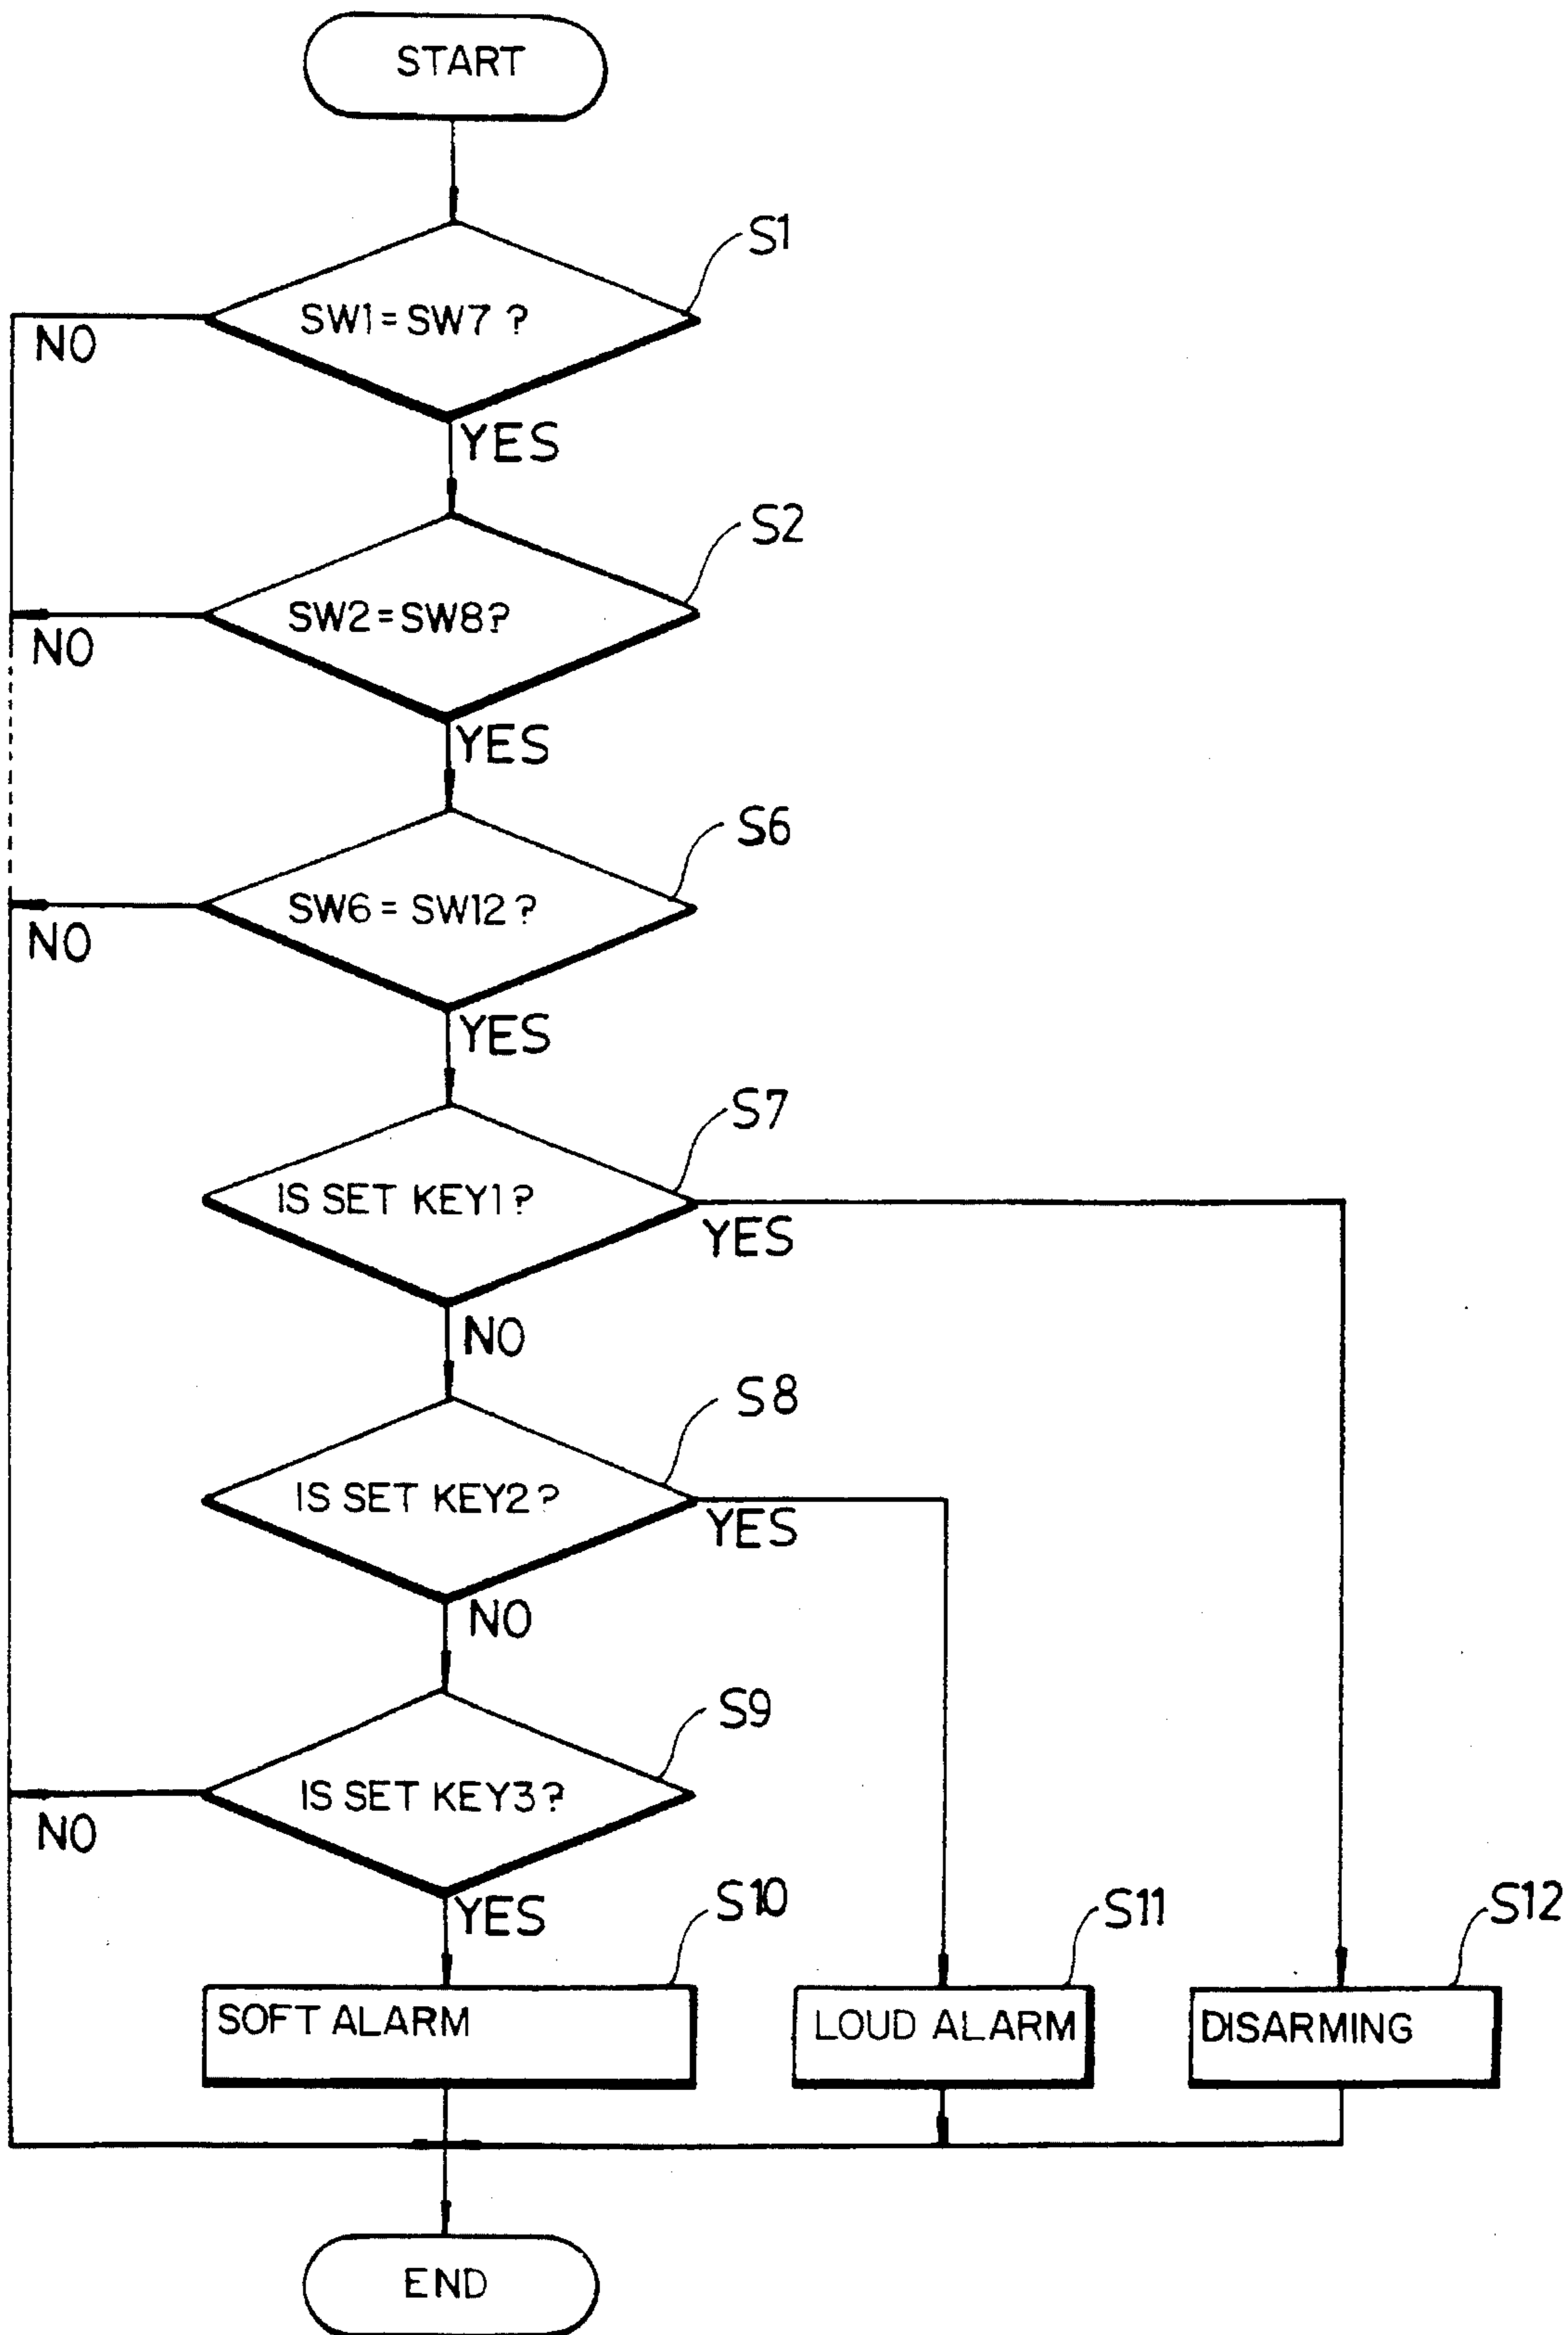 START
S1
SW1=SW7 ?
NO
YES
S2
SW2=SW8?
NO
YES
S6
SW6=SW12?
NO
YES
S7
IS SET KEY1?
YES
NO
S8
IS SET KEY2?
YES
NO
S9
IS SET KEY3?
NO
YES
S10
S11
S12
SOFT ALARM
LOUD ALARM
DISARMING
END